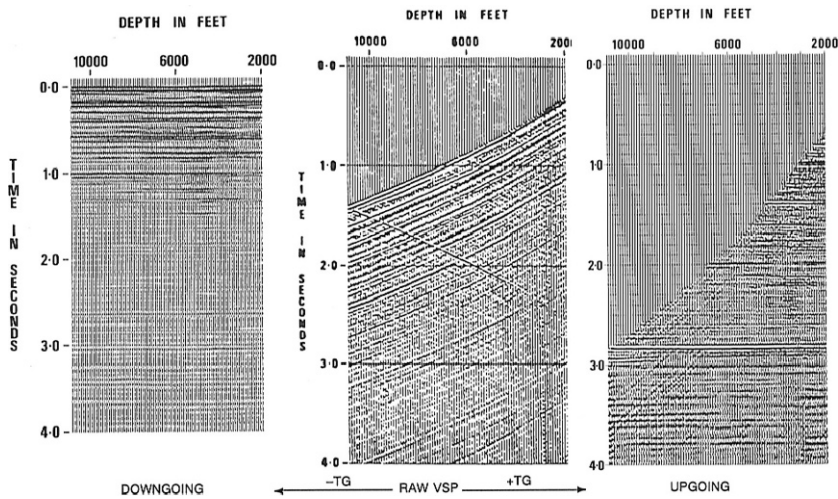 DEPTH IN FEET
10000 6000 2000
0·0
1·0
2·0
3·0
4·0
TIME IN SECONDS
DOWNGOING
DEPTH IN FEET
10000 6000 200
0·0
1·0
2·0
3·0
4·0
TIME IN SECONDS
–TG RAW VSP +TG
DEPTH IN FEET
10000 6000 2000
0·0
1·0
2·0
3·0
4·0
UPGOING